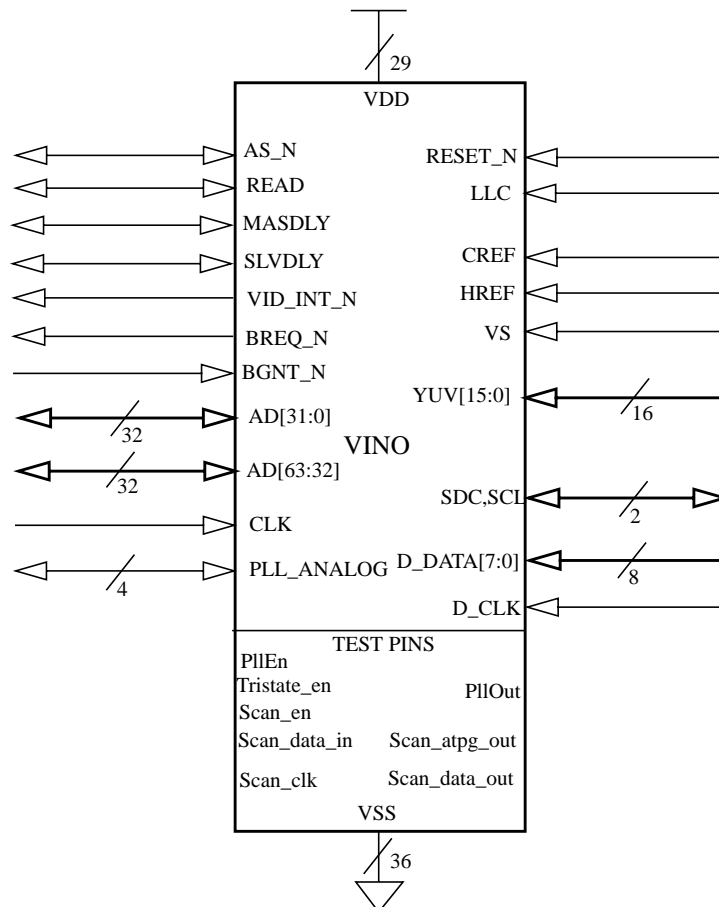 29
VDD
AS_N
RESET_N
READ
LLC
MASDLY
SLVDLY
CREF
VID_INT_N
HREF
BREQ_N
VS
BGNT_N
YUV[15:0]
16
AD[31:0]
32
VINO
AD[63:32]
32
SDC,SCL
2
CLK
PLL_ANALOG
4
D_DATA[7:0]
8
D_CLK
TEST PINS
PllEn
Tristate_en
PllOut
Scan_en
Scan_data_in
Scan_atpg_out
Scan_clk
Scan_data_out
VSS
36